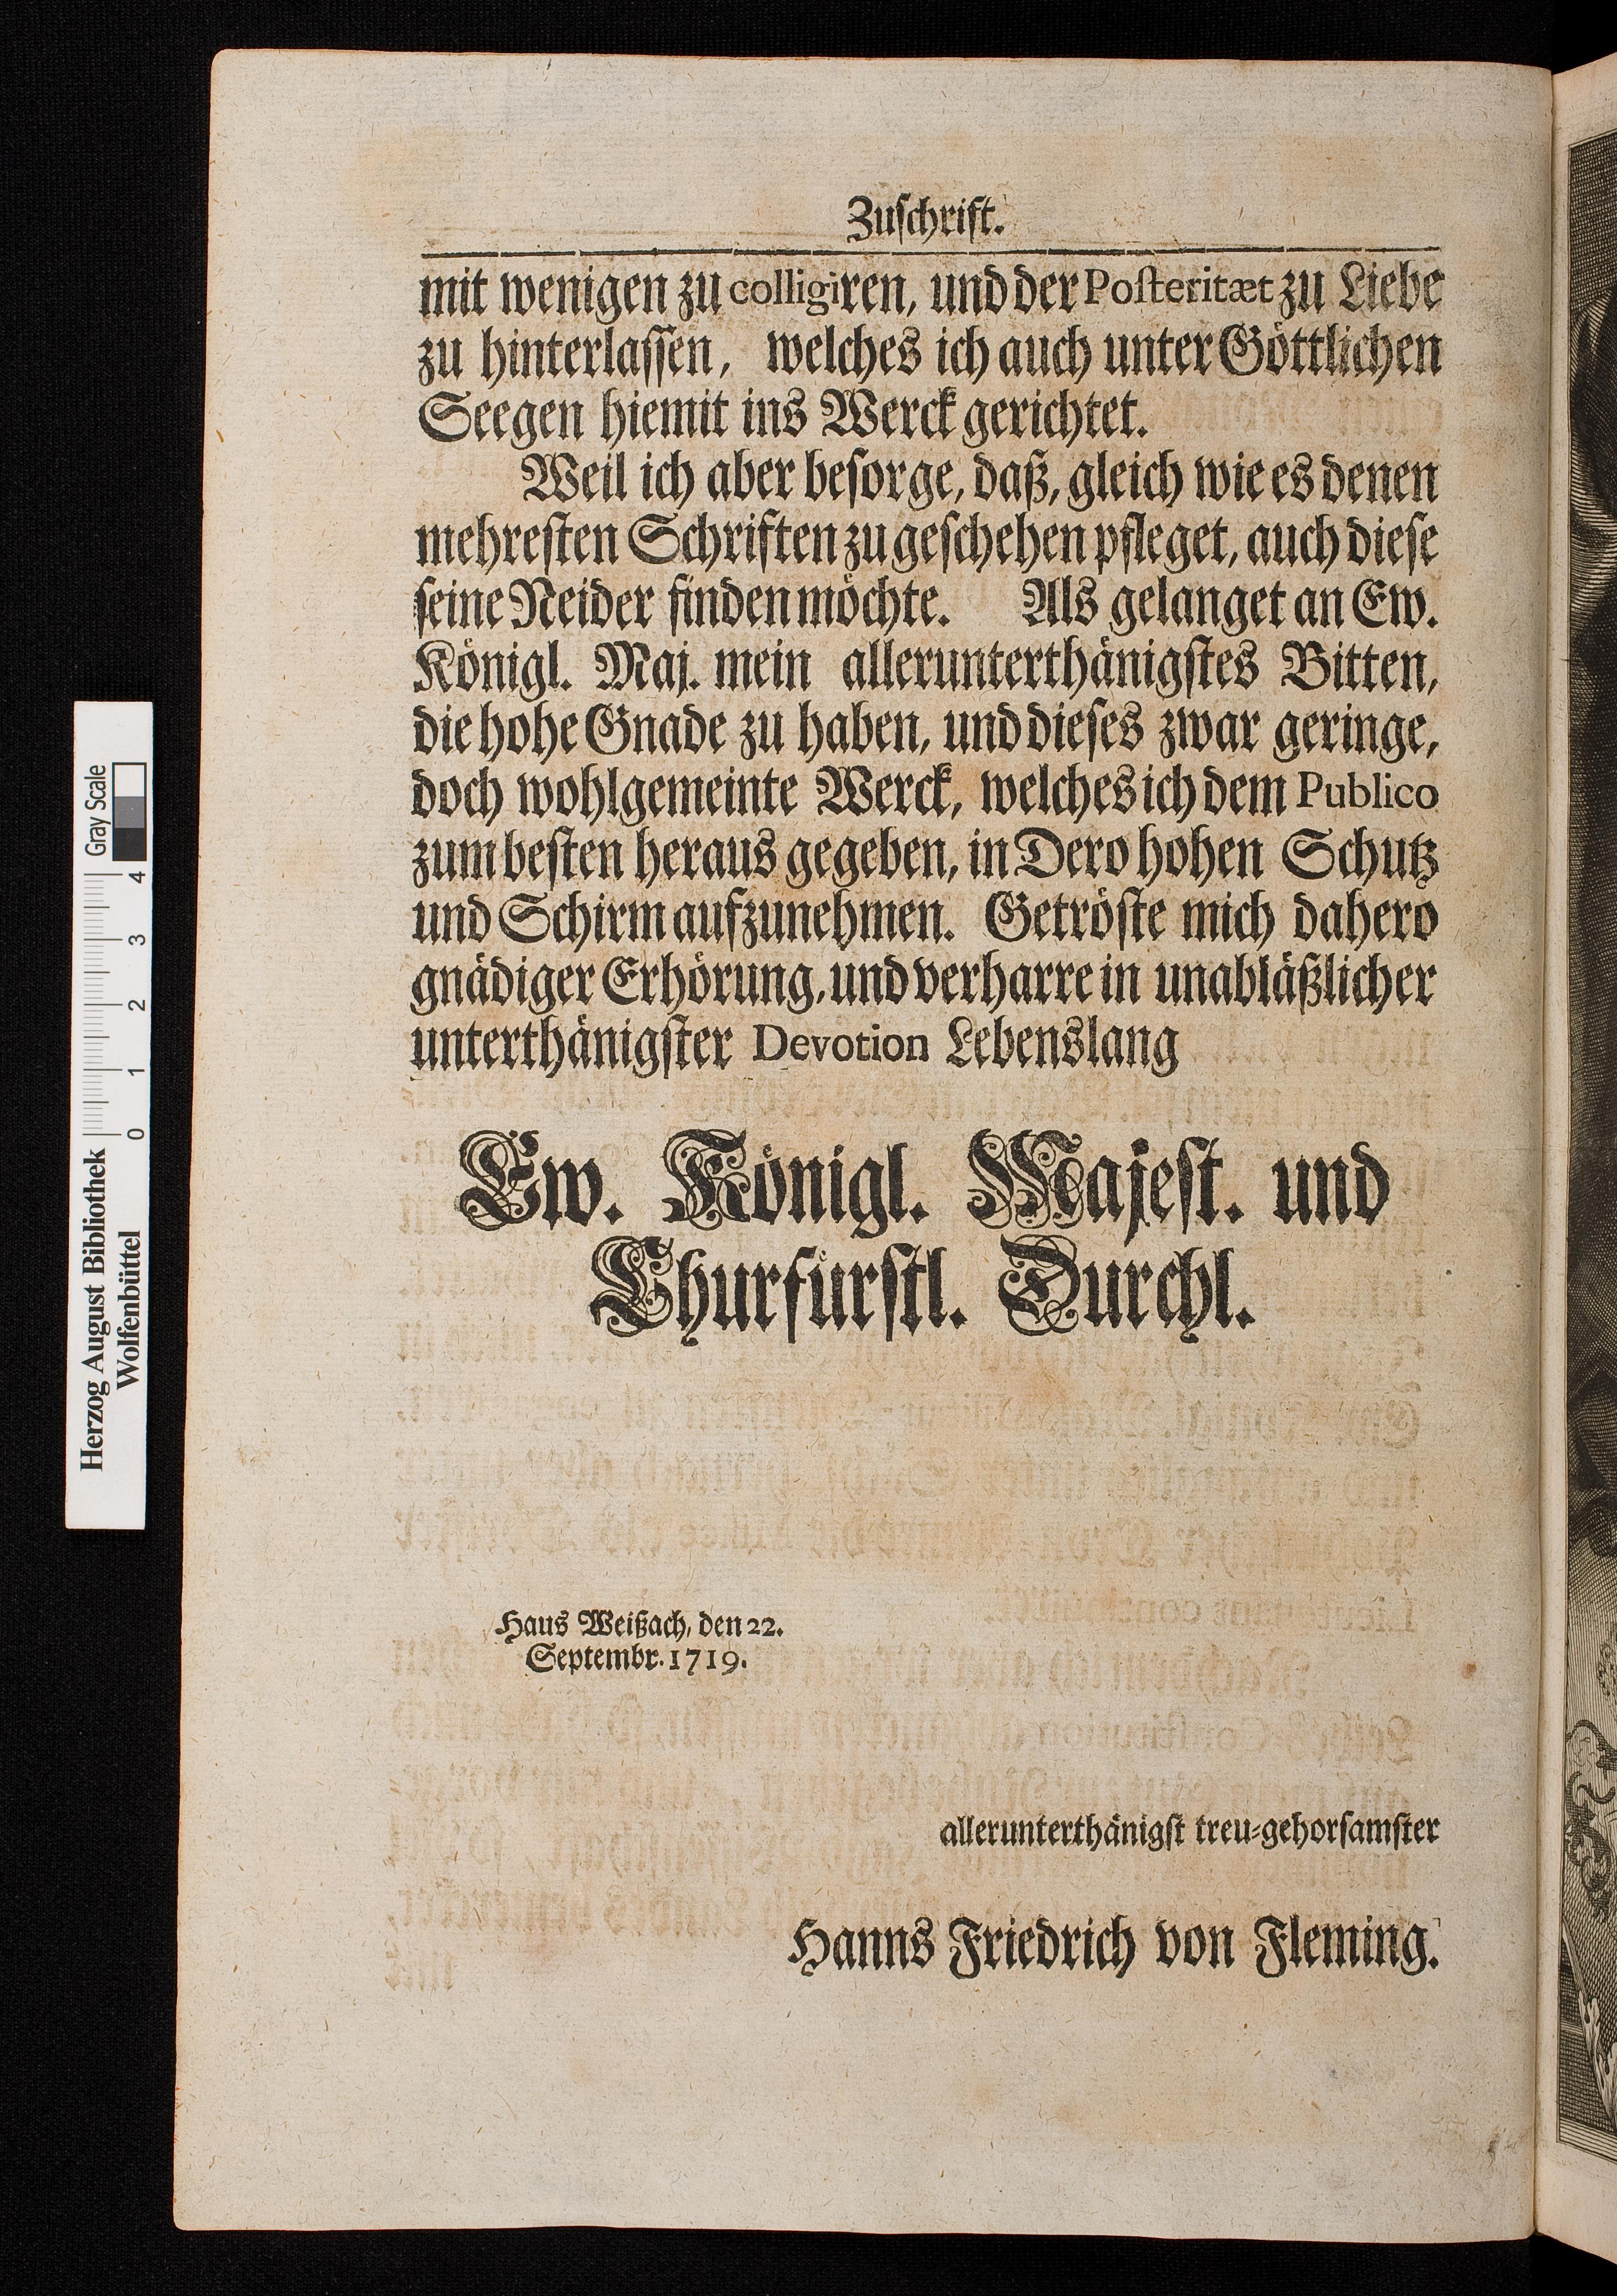 Zuſchrift.
mit wenigen zu colligiren, und der Poſteritæt zu Liebe
zu hinterlaſſen, welches ich auch unter Göttlichen
Seegen hiemit ins Werck gerichtet.
Weil ich aber beſorge, daß, gleich wie es denen
mehreſten Schriften zu geſchehen pfleget, auch dieſe
ſeine Neider finden möchte. Als gelanget an Ew.
Königl. Maj. mein allerunterthänigſtes Bitten,
die hohe Gnade zu haben, und dieſes zwar geringe,
doch wohlgemeinte Werck, welches ich dem Publico
zum beſten heraus gegeben, in Dero hohen Schutz
und Schirm aufzunehmen. Getröſte mich dahero
gnädiger Erhörung, und verharre in unabläßlicher
unterthänigſter Devotion Lebenslang
Ew. Königl. Majeſt. und
Churfürſtl. Durchl.
Haus Weißach, den 22.
Septembr. 1719.
allerunterthänigſt treu-gehorſamſter
Hanns Friedrich von Fleming.
Herzog August Bibliothek
Wolfenbüttel
0 1 2 3 4
Gray Scale